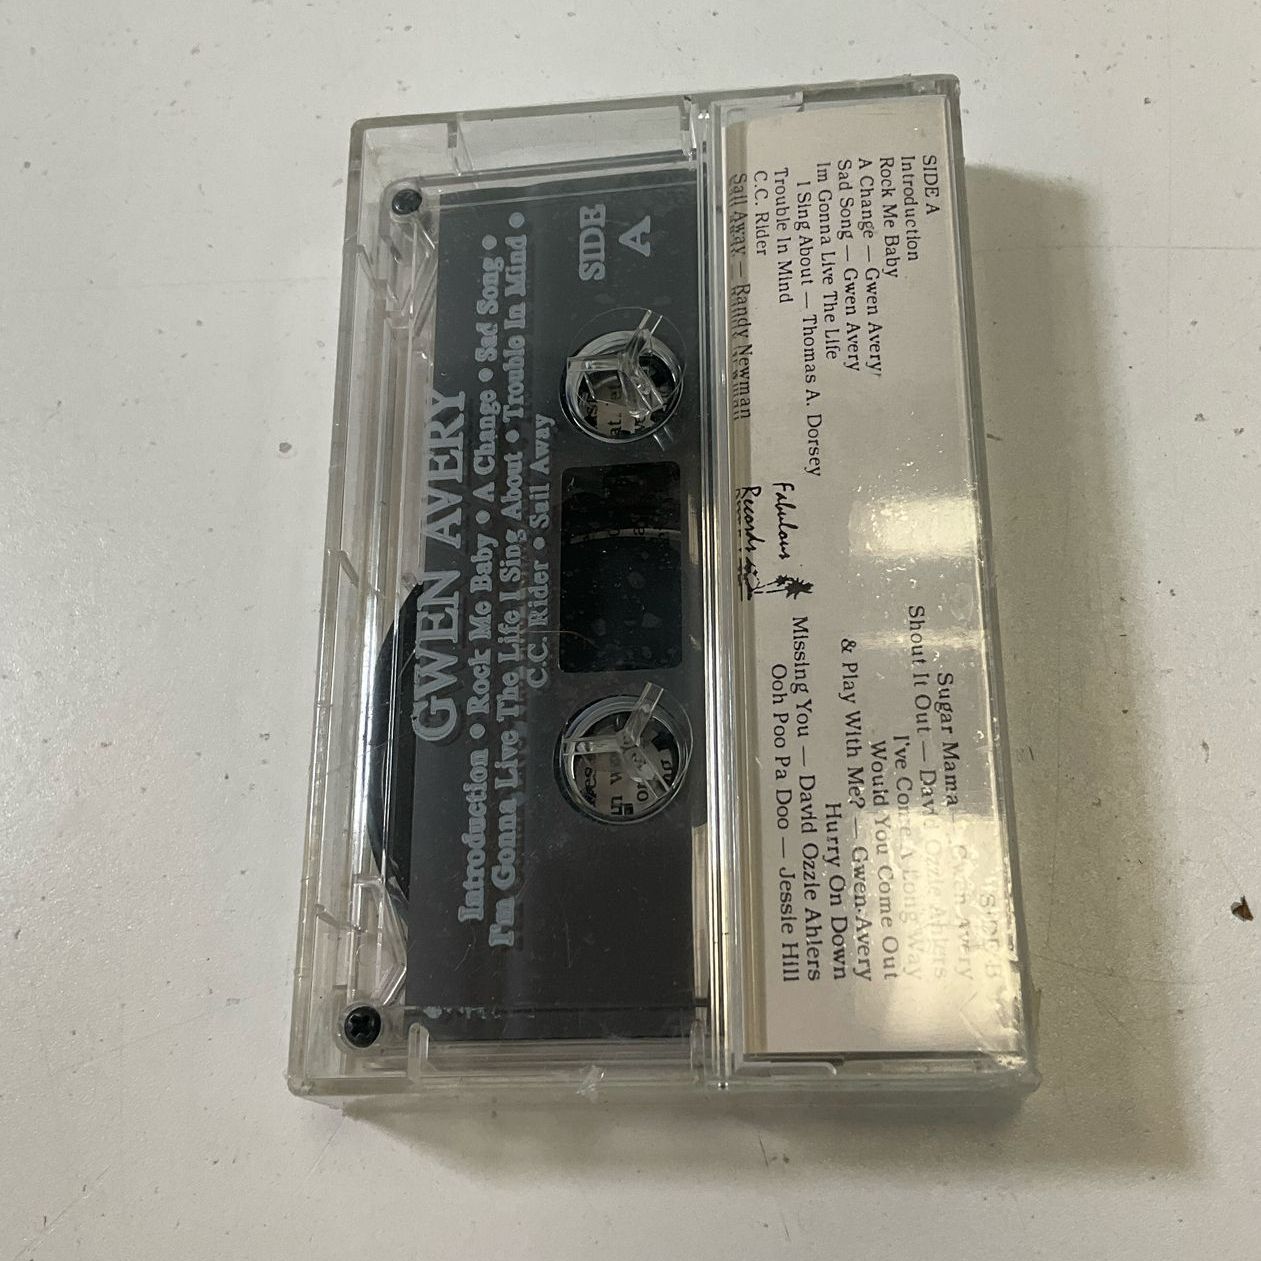 SIDE A
Introduction
Rock Me Baby
A Change — Gwen Avery
Sad Song — Gwen Avery
Im Gonna Live The Life
I Sing About — Thomas A. Dorsey
Trouble In Mind
C.C. Rider
Sail Away — Randy Newman
Fabulous
Records
SIDE B
Sugar Mama — Gwen Avery
Shout It Out — David Ozzie Ahlers
I've Come A Long Way
Would You Come Out
& Play With Me? — Gwen Avery
Hurry On Down
Missing You — David Ozzie Ahlers
Ooh Poo Pa Doo — Jessie Hill
SIDE
A
GWEN AVERY
Introduction • Rock Me Baby • A Change • Sad Song •
I'm Gonna Live The Life I Sing About • Trouble In Mind •
C.C. Rider • Sail Away